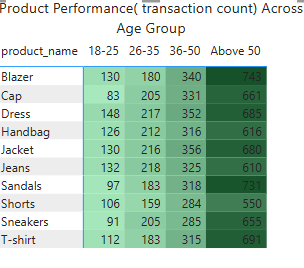 Product Performance( transaction count) Across
Age Group
product_name 18-25 26-35 36-50 Above 50
Blazer 130 180 340 743
Cap 83 205 331 661
Dress 148 217 352 685
Handbag 126 212 316 616
Jacket 130 216 356 680
Jeans 132 218 325 610
Sandals 97 183 318 731
Shorts 106 159 284 550
Sneakers 91 205 285 655
T-shirt 112 183 315 691